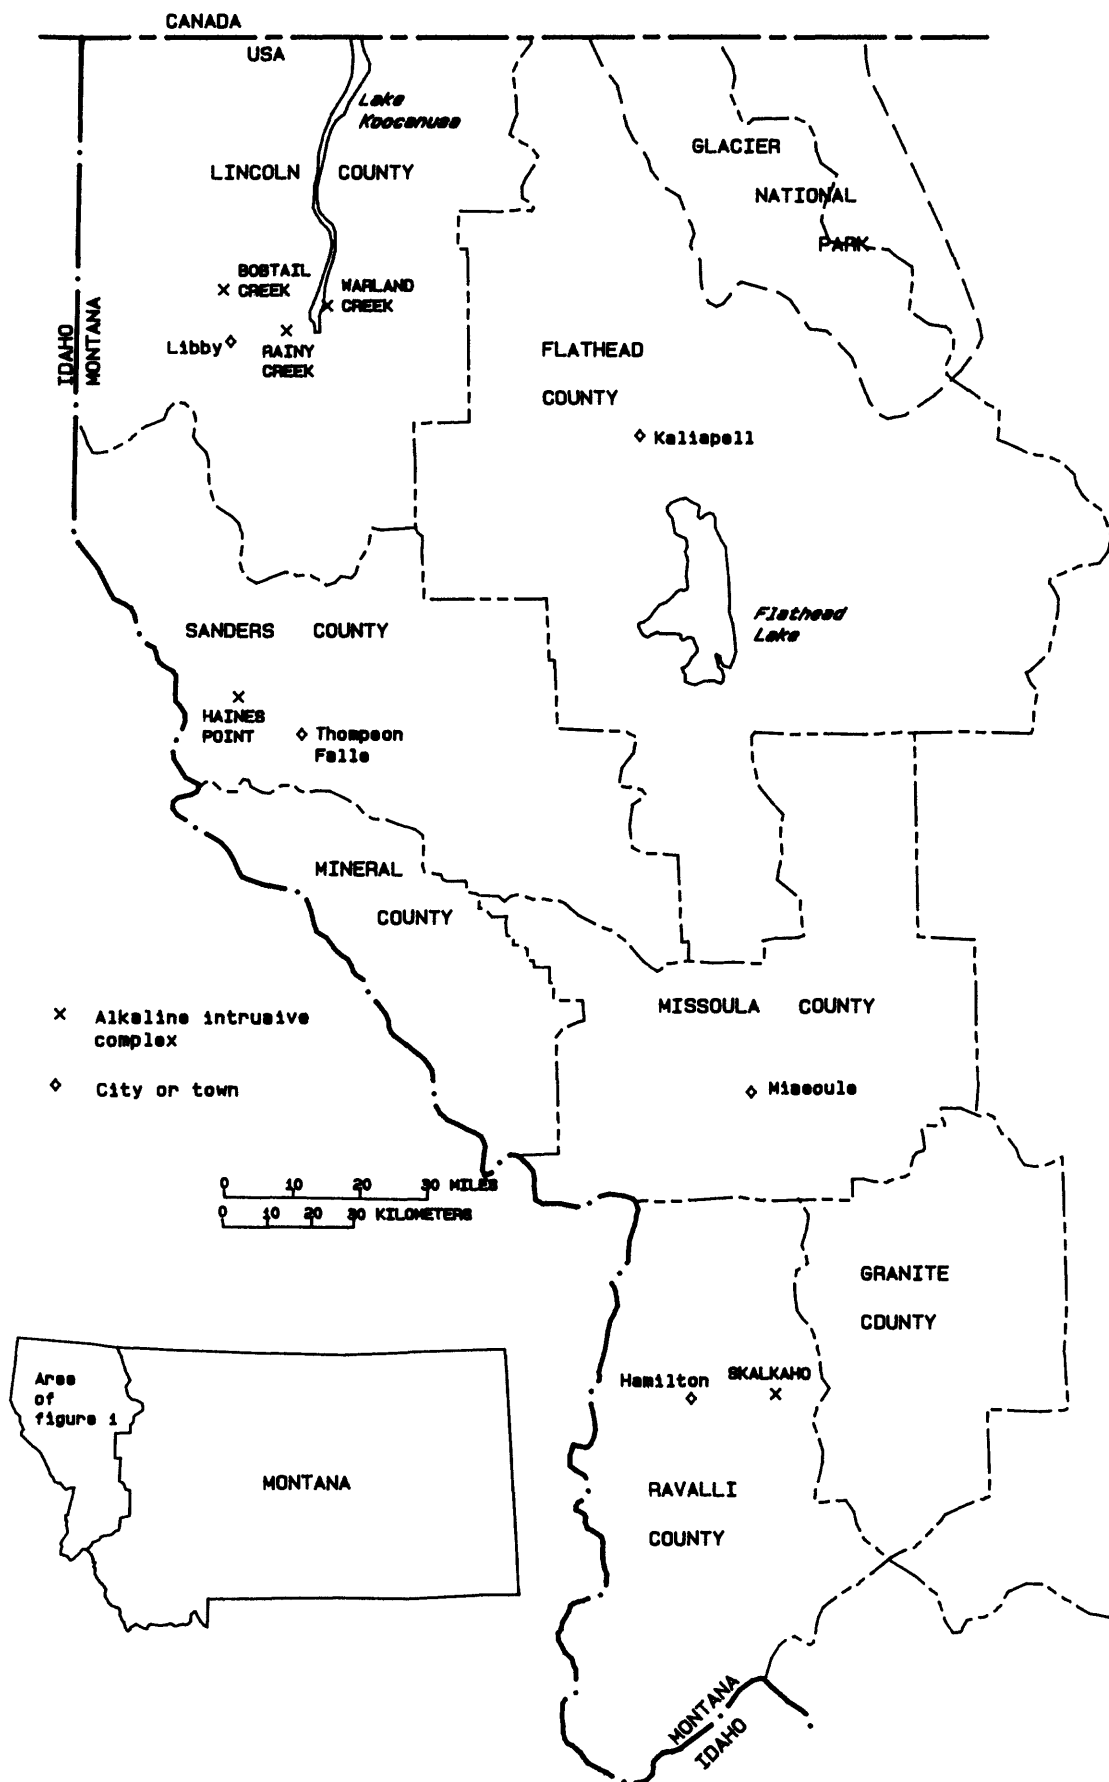 CANADA
USA
Lake
Koocanusa
GLACIER
NATIONAL
PARK
LINCOLN COUNTY
BOBTAIL
CREEK
WARLAND
CREEK
Libby
RAINY
CREEK
IDAHO
MONTANA
FLATHEAD
COUNTY
Kalispell
Flathead
Lake
SANDERS COUNTY
HAINES
POINT
Thompson
Falls
MINERAL
COUNTY
MISSOULA COUNTY
Missoula
× Alkaline intrusive
complex
◇ City or town
0 10 20 30 MILES
0 10 20 30 KILOMETERS
GRANITE
COUNTY
Hamilton
SKALKAHO
RAVALLI
COUNTY
Area
of
figure 1
MONTANA
MONTANA
IDAHO